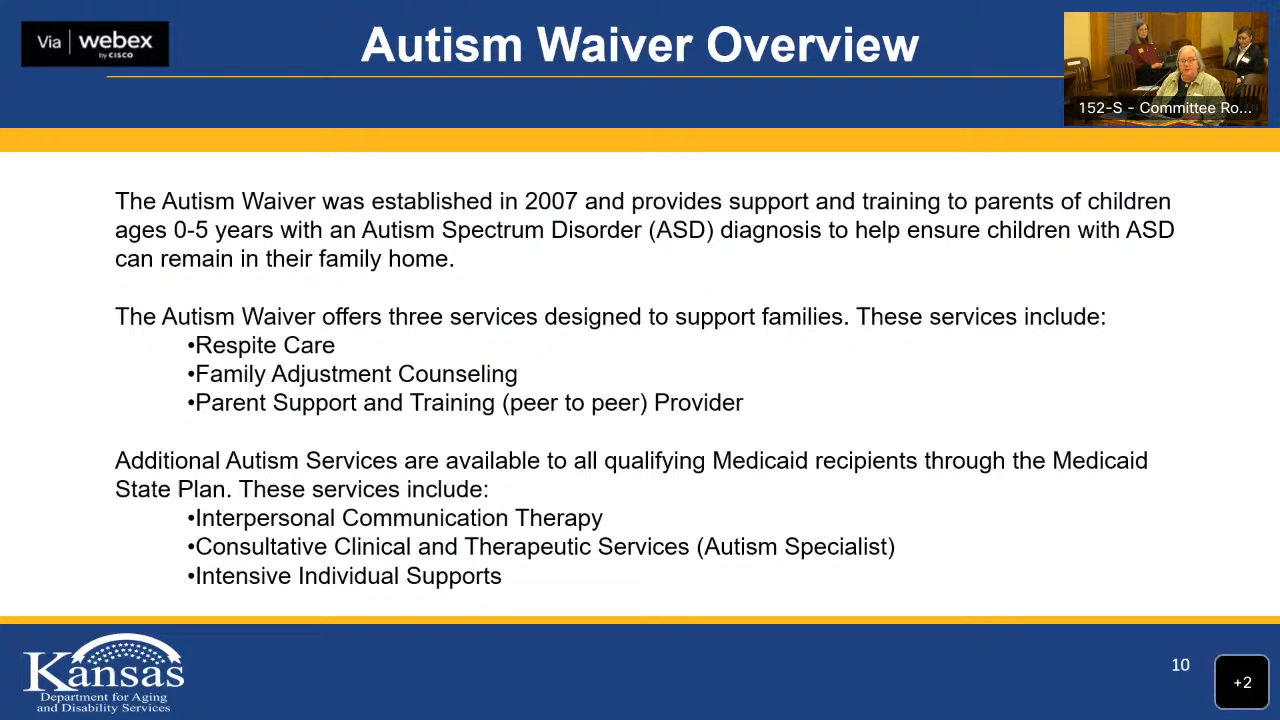 Via webex
by CISCO
Autism Waiver Overview
152-S - Committee Ro...
The Autism Waiver was established in 2007 and provides support and training to parents of children
ages 0-5 years with an Autism Spectrum Disorder (ASD) diagnosis to help ensure children with ASD
can remain in their family home.
The Autism Waiver offers three services designed to support families. These services include:
•Respite Care
•Family Adjustment Counseling
•Parent Support and Training (peer to peer) Provider
Additional Autism Services are available to all qualifying Medicaid recipients through the Medicaid
State Plan. These services include:
•Interpersonal Communication Therapy
•Consultative Clinical and Therapeutic Services (Autism Specialist)
•Intensive Individual Supports
Kansas
Department for Aging
and Disability Services
10
+2